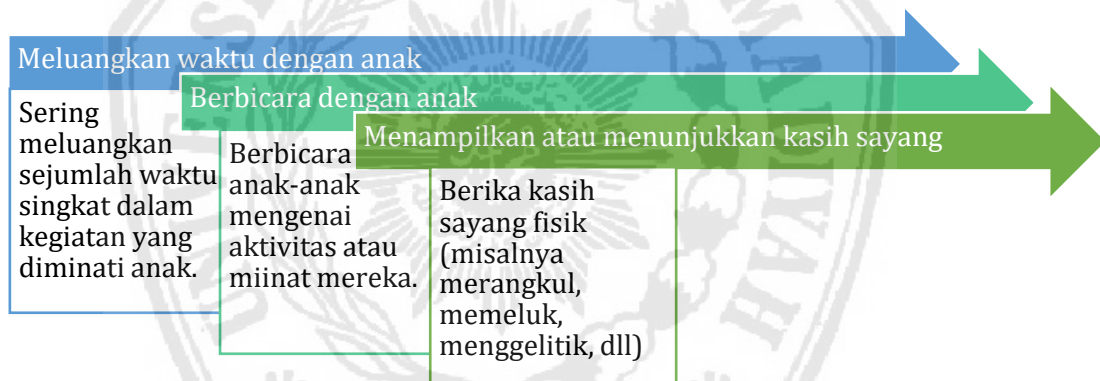 Meluangkan waktu dengan anak
Sering
meluangkan
sejumlah waktu
singkat dalam
kegiatan yang
diminati anak.
Berbicara dengan anak
Berbicara
anak-anak
mengenai
aktivitas atau
miinat mereka.
Menampilkan atau menunjukkan kasih sayang
Berika kasih
sayang fisik
(misalnya
merangkul,
memeluk,
menggelitik, dll)